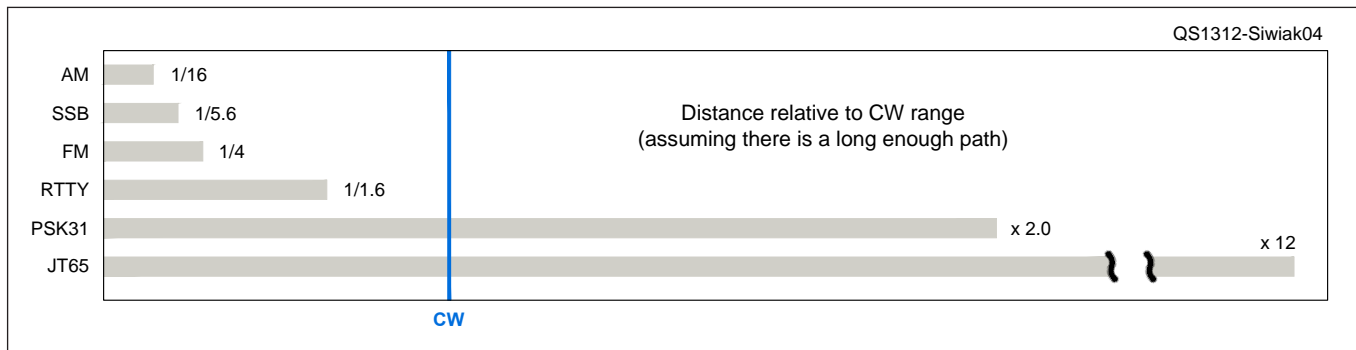 QS1312-Siwiak04
AM 1/16
SSB 1/5.6
FM 1/4
RTTY 1/1.6
PSK31 x 2.0
JT65 x 12
Distance relative to CW range
(assuming there is a long enough path)
CW